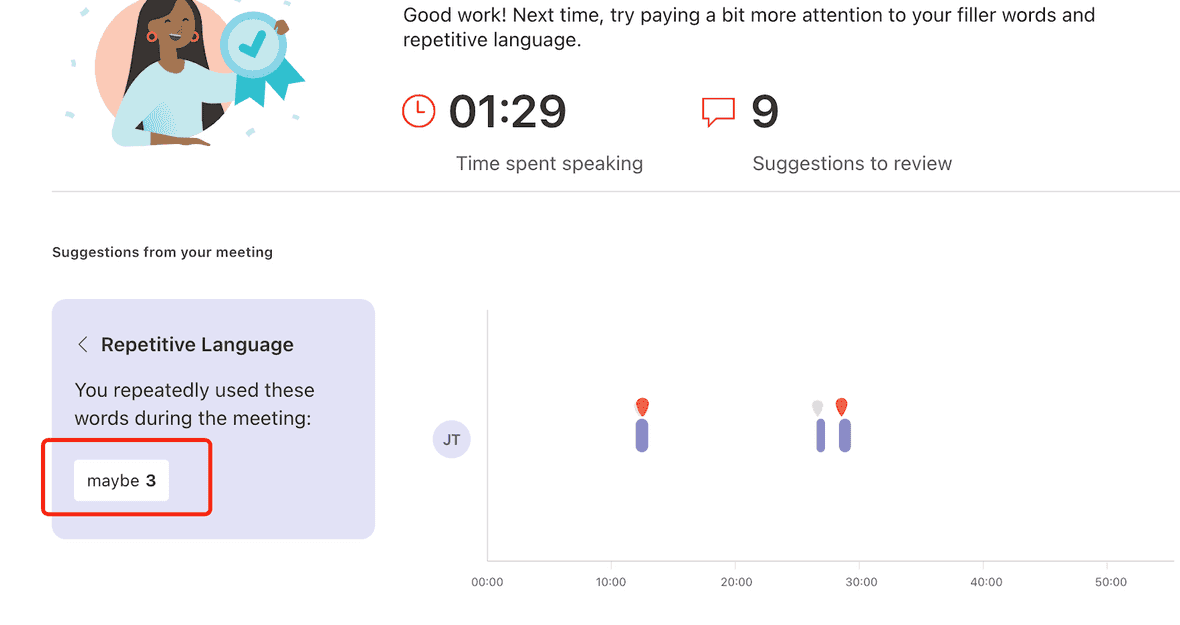 Good work! Next time, try paying a bit more attention to your filler words and
repetitive language.
01:29
9
Time spent speaking
Suggestions to review
Suggestions from your meeting
Repetitive Language
You repeatedly used these
words during the meeting:
maybe 3
JT
00:00 10:00 20:00 30:00 40:00 50:00